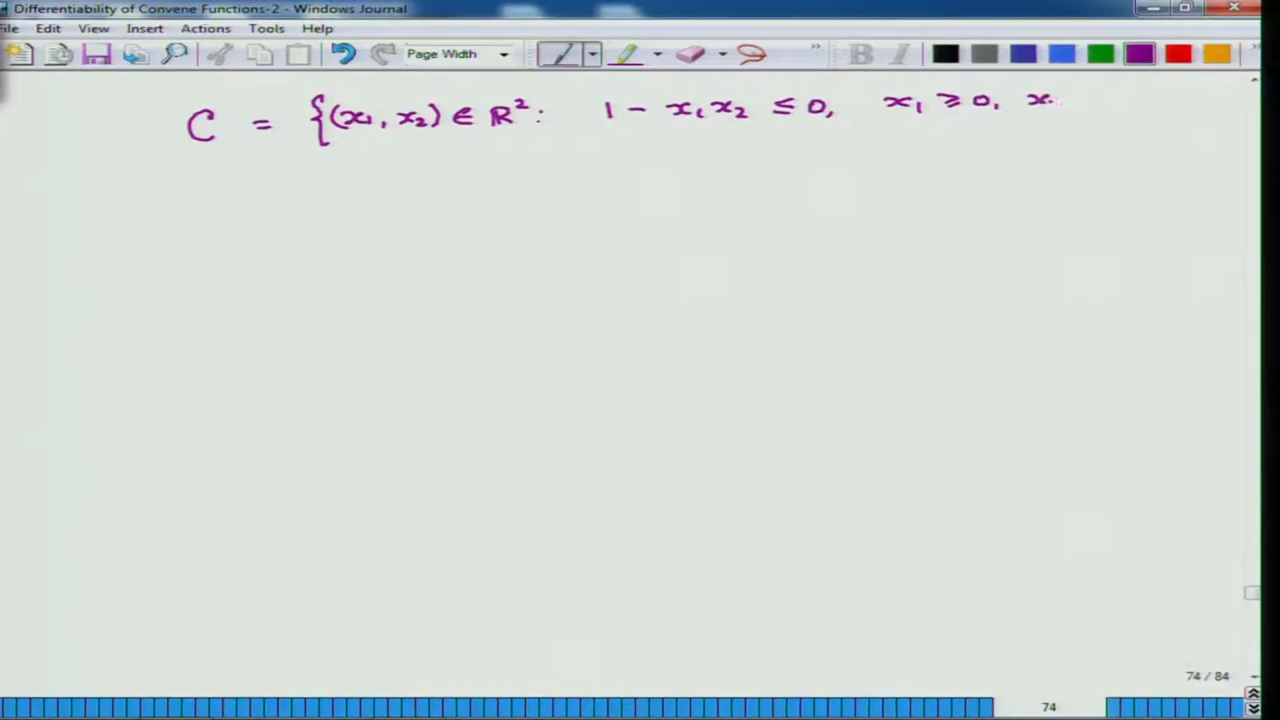 Differentiability of Convene Functions-2 - Windows Journal
File Edit View Insert Actions Tools Help
Page Width
B I
C = {(x₁, x₂) ∈ ℝ²: 1 - x₁x₂ ≤ 0, x₁ ≥ 0, x
74 / 84
74